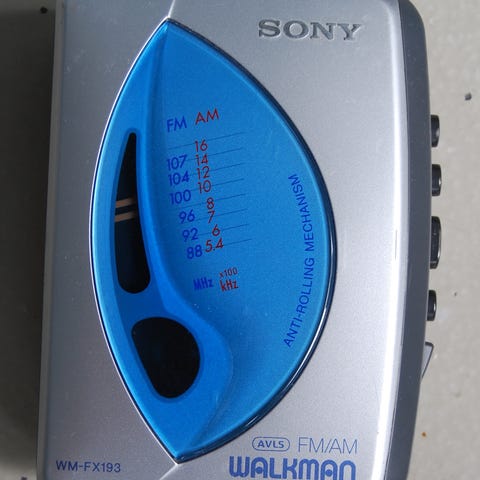 SONY
FM AM
16
107 14
104 12
100 10
8
96 7
92 6
88 5.4
MHz x100 kHz
ANTI-ROLLING MECHANISM
AVLS FM/AM
WM-FX193 WALKMAN